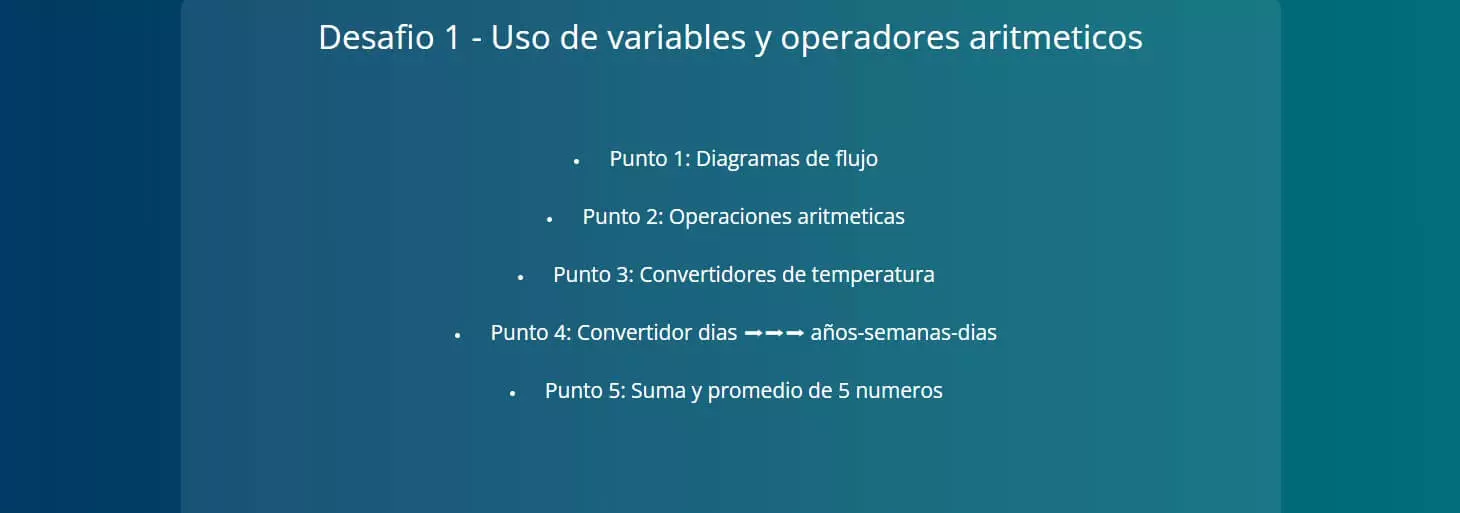 Desafio 1 - Uso de variables y operadores aritmeticos
• Punto 1: Diagramas de flujo
• Punto 2: Operaciones aritmeticas
• Punto 3: Convertidores de temperatura
• Punto 4: Convertidor dias ➡➡➡ años-semanas-dias
• Punto 5: Suma y promedio de 5 numeros